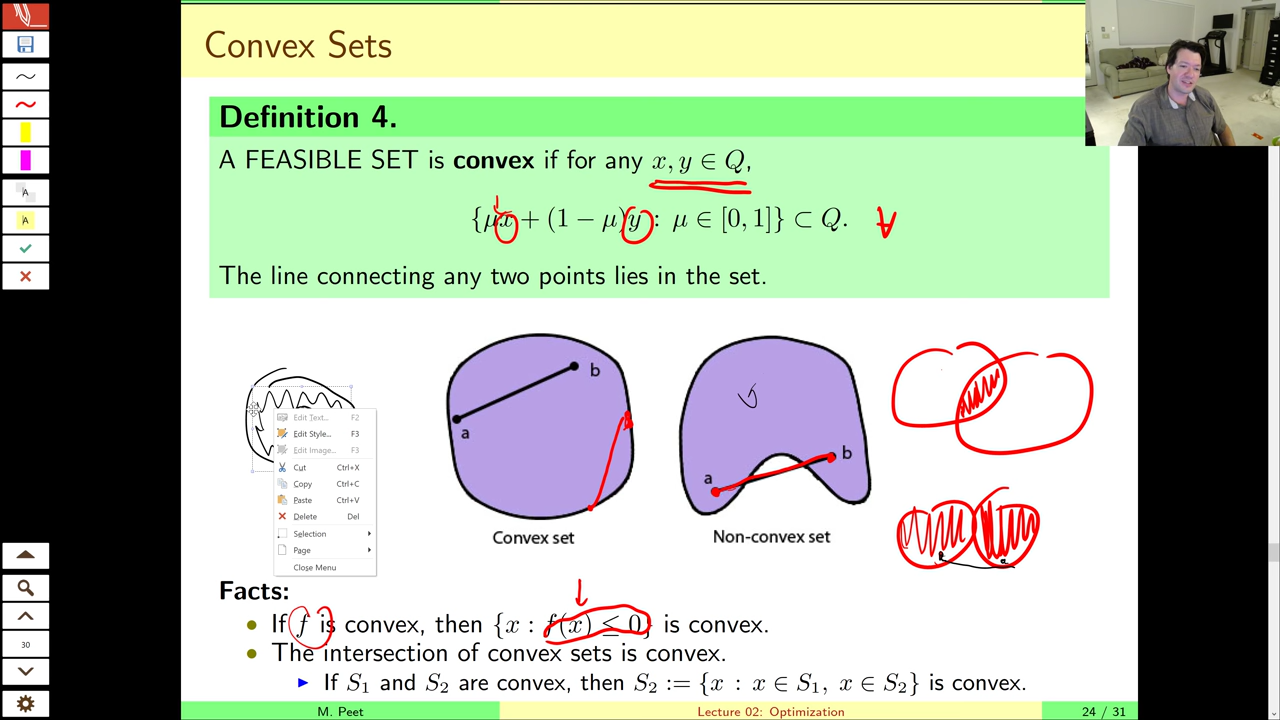 Convex Sets
Definition 4.
A FEASIBLE SET is convex if for any x, y ∈ Q,
{μx + (1 − μ)y : μ ∈ [0, 1]} ⊂ Q. ∀
The line connecting any two points lies in the set.
a
b
Convex set
a
b
Non-convex set
Edit Text... F2
Edit Style... F3
Edit Image... F3
Cut Ctrl+X
Copy Ctrl+C
Paste Ctrl+V
Delete Del
Selection
Page
Close Menu
Facts:
If f is convex, then {x : f(x) ≤ 0} is convex.
The intersection of convex sets is convex.
If S₁ and S₂ are convex, then S₂ := {x : x ∈ S₁, x ∈ S₂} is convex.
M. Peet
Lecture 02: Optimization
24 / 31
A
A
30